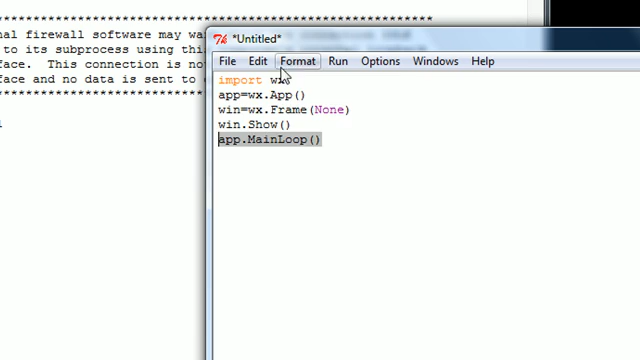 nal firewall software may wa
to its subprocess using this
face. This connection is no
face and no data is sent to
*Untitled*
File Edit Format Run Options Windows Help
import wx
app=wx.App()
win=wx.Frame(None)
win.Show()
app.MainLoop()